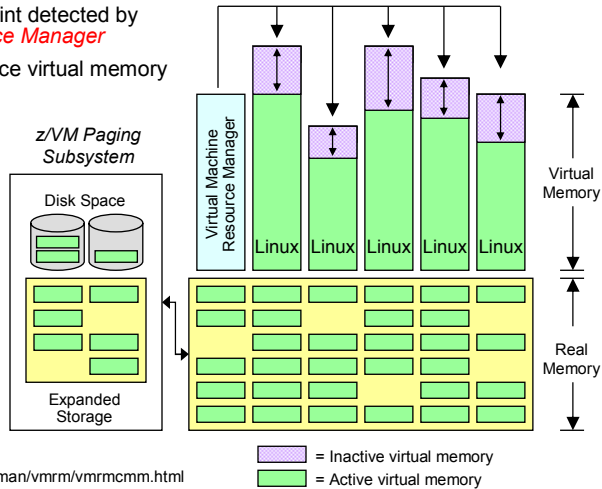 int detected by
ce Manager
ce virtual memory
z/VM Paging
Subsystem
Disk Space
Expanded
Storage
Virtual Machine
Resource Manager
Linux
Linux
Linux
Linux
Linux
Virtual
Memory
Real
Memory
= Inactive virtual memory
= Active virtual memory
man/vmrm/vmrmcmm.html